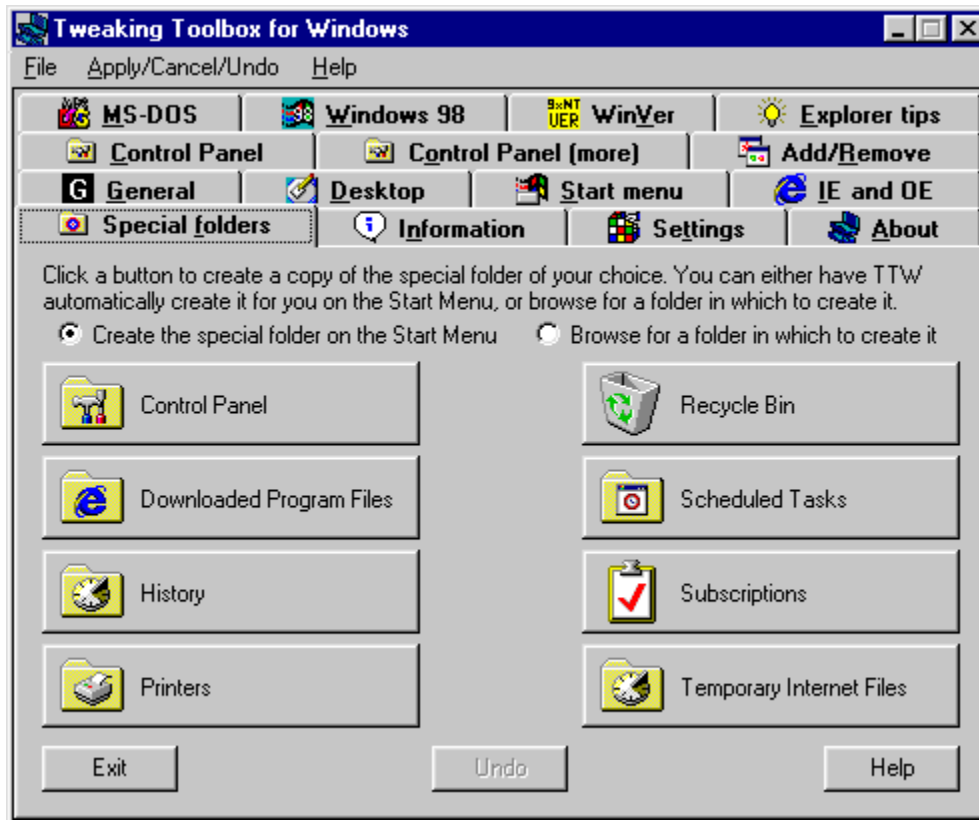 Tweaking Toolbox for Windows
File Apply/Cancel/Undo Help
MS-DOS Windows 98 9xNT VER WinVer Explorer tips
Control Panel Control Panel (more) Add/Remove
G General Desktop Start menu IE and OE
Special folders Information Settings About
Click a button to create a copy of the special folder of your choice. You can either have TTW
automatically create it for you on the Start Menu, or browse for a folder in which to create it.
Create the special folder on the Start Menu Browse for a folder in which to create it
Control Panel Recycle Bin
Downloaded Program Files Scheduled Tasks
History Subscriptions
Printers Temporary Internet Files
Exit Undo Help